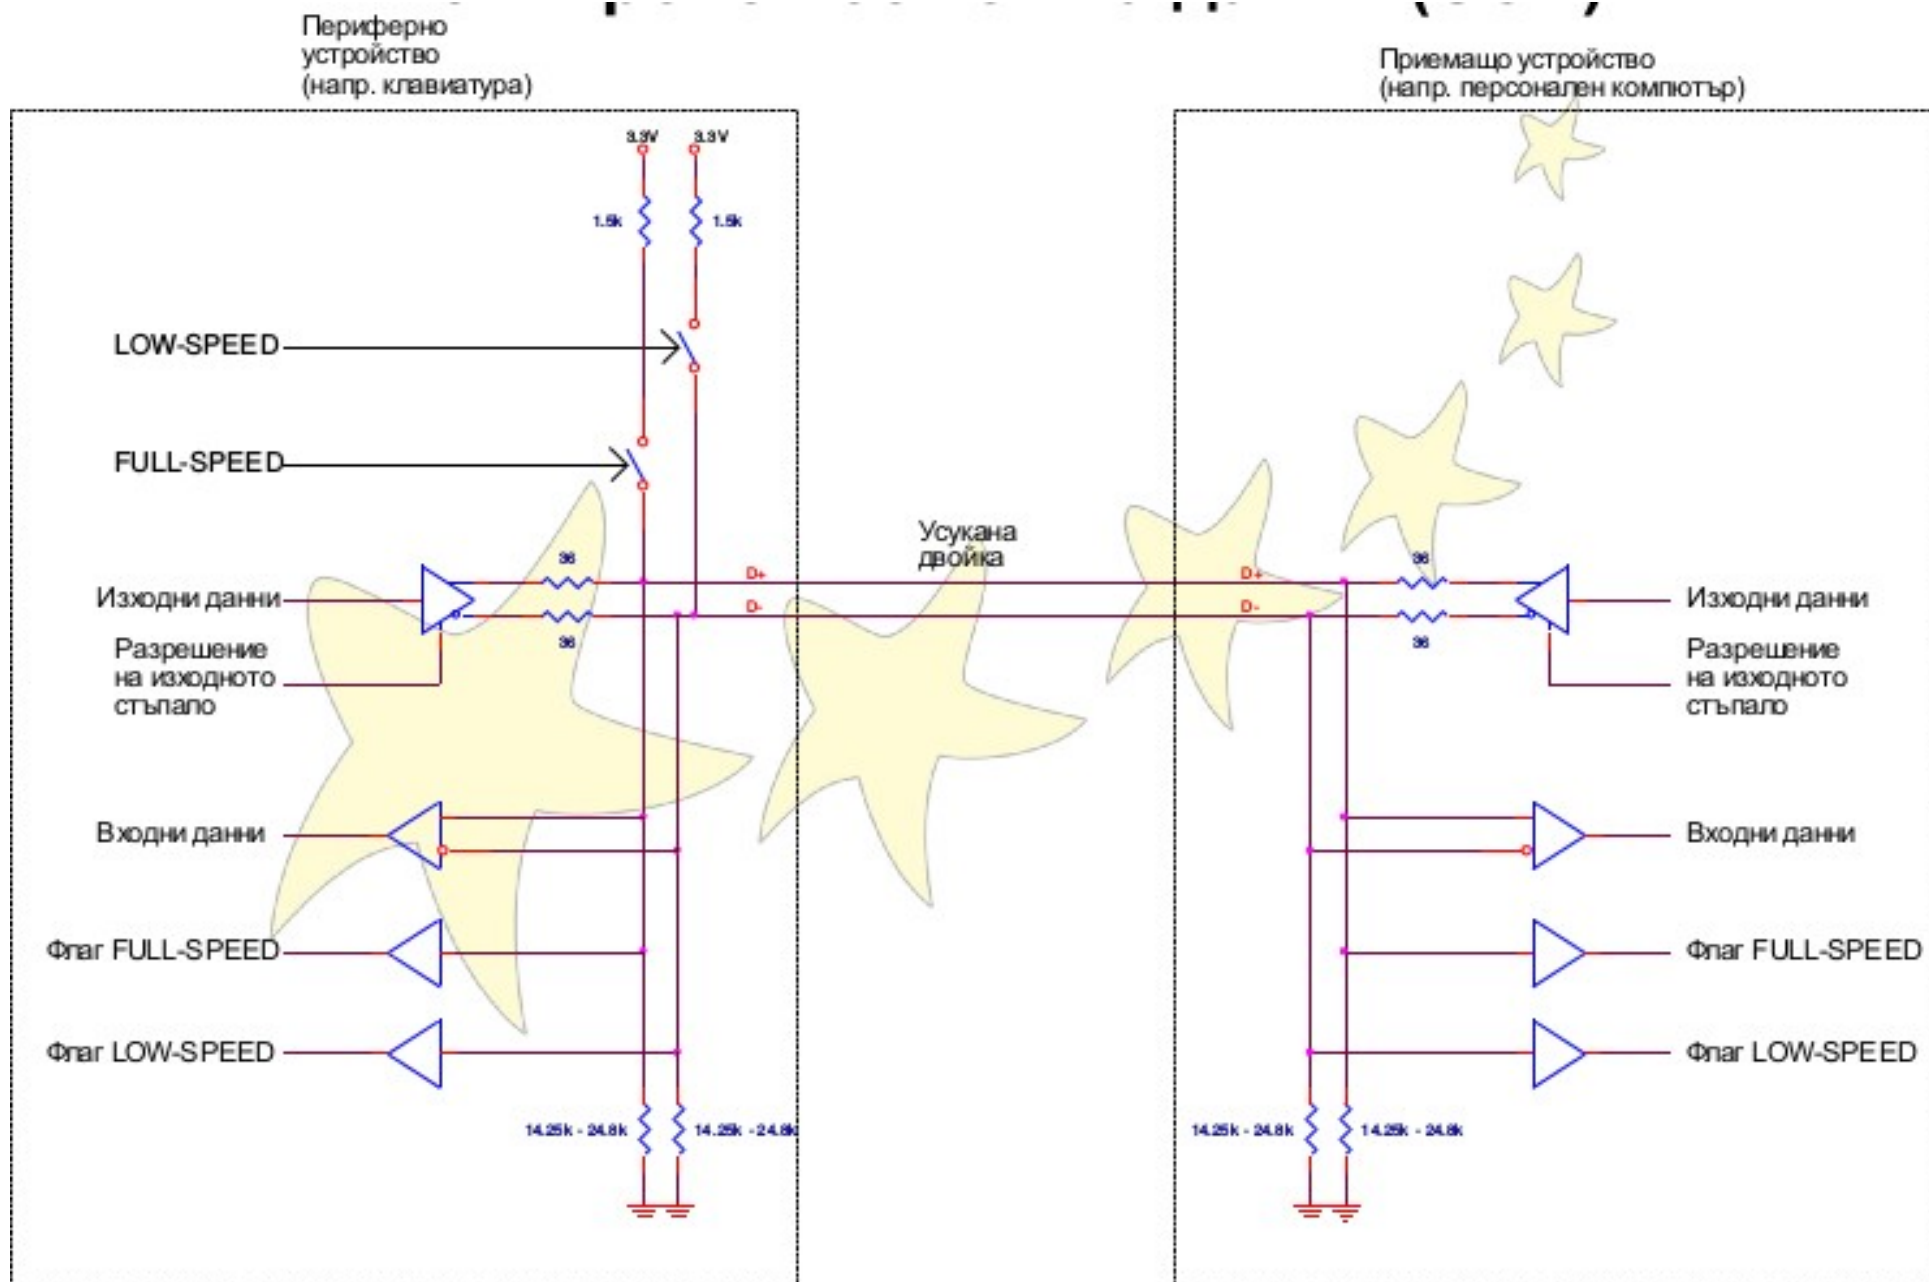 Периферно
устройство
(напр. клавиатура)
Приемащо устройство
(напр. персонален компютър)
3.3V 3.3V
1.5k 1.5k
LOW-SPEED
FULL-SPEED
Усукана
двойка
36 36
D+ D+
Изходни данни Изходни данни
D- D-
36 36
Разрешение
на изходното
стъпало
Разрешение
на изходното
стъпало
Входни данни Входни данни
Флаг FULL-SPEED Флаг FULL-SPEED
Флаг LOW-SPEED Флаг LOW-SPEED
14.25k - 24.8k 14.25k - 24.8k 14.25k - 24.8k 14.25k - 24.8k